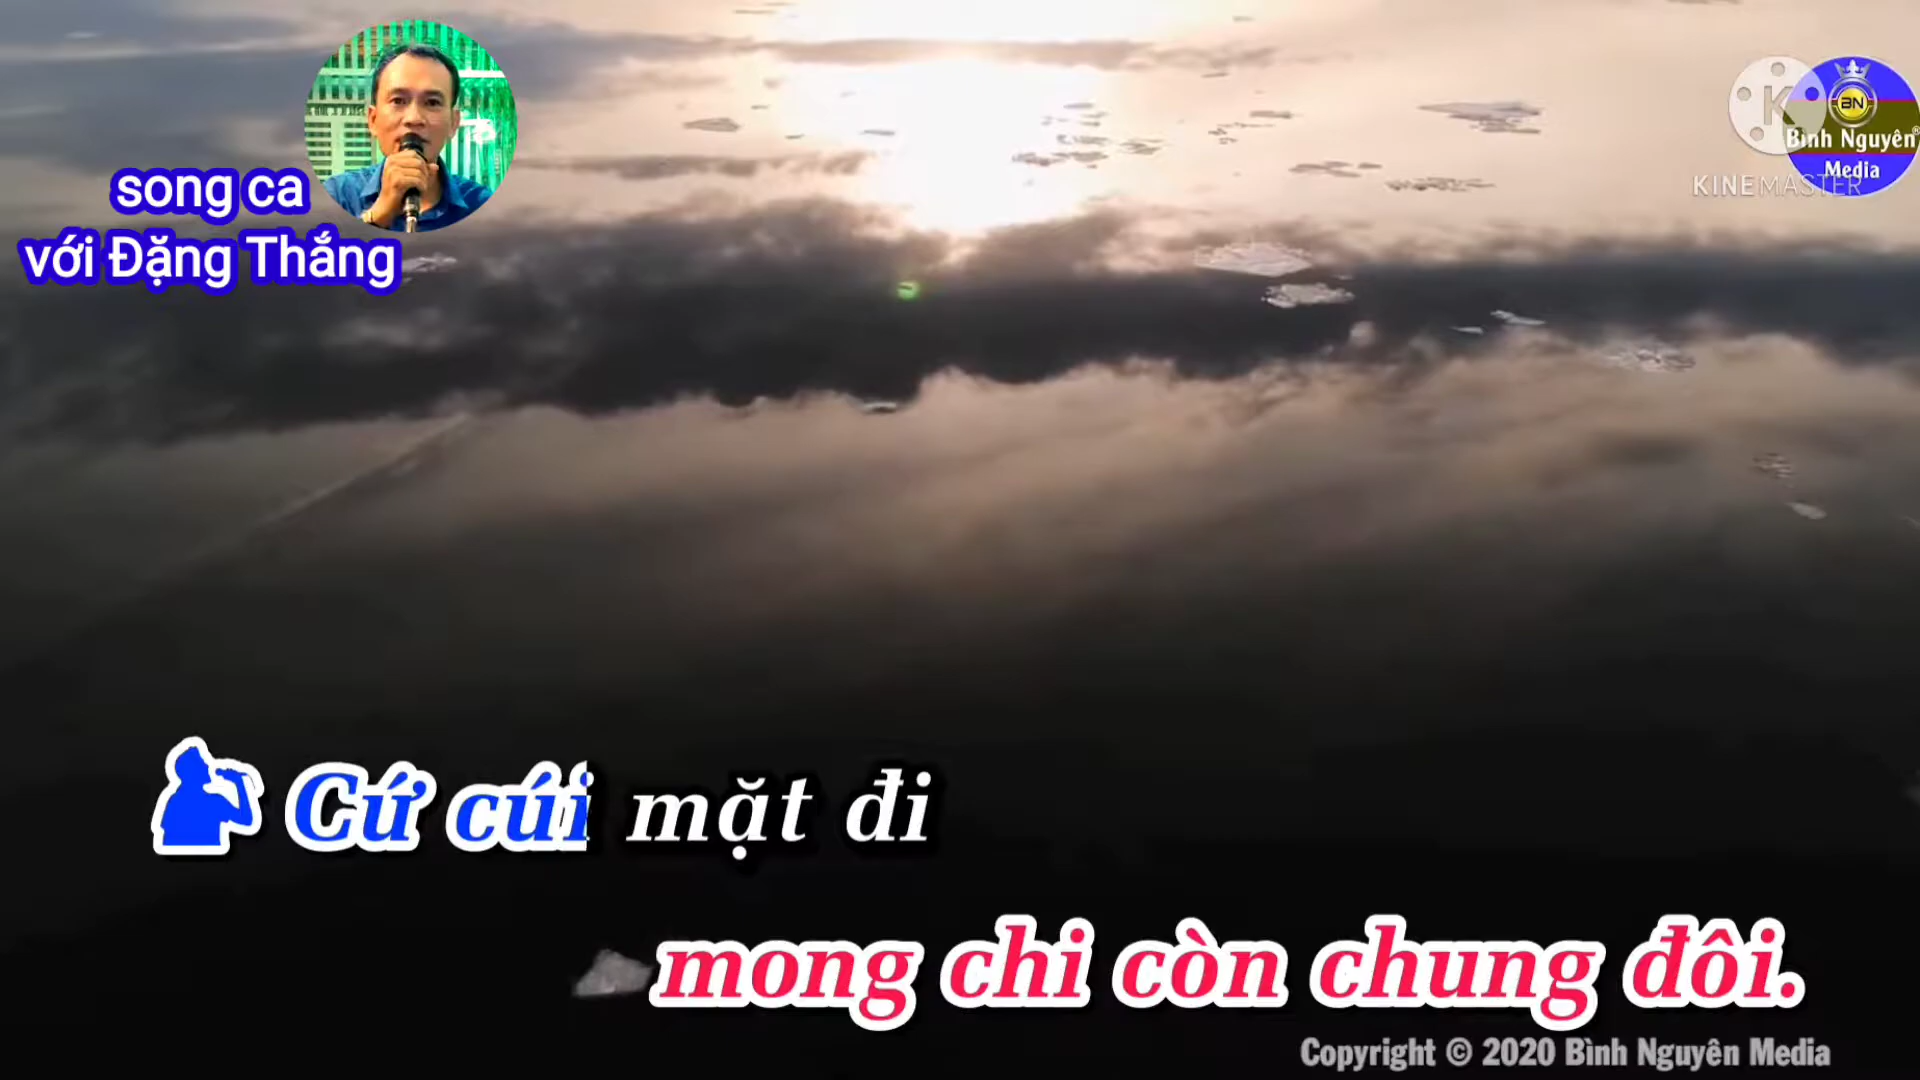 song ca
với Đặng Thắng
BN
Bình Nguyên®
Media
KINEMASTER
Cứ cúi mặt đi
mong chi còn chung đôi.
Copyright © 2020 Bình Nguyên Media